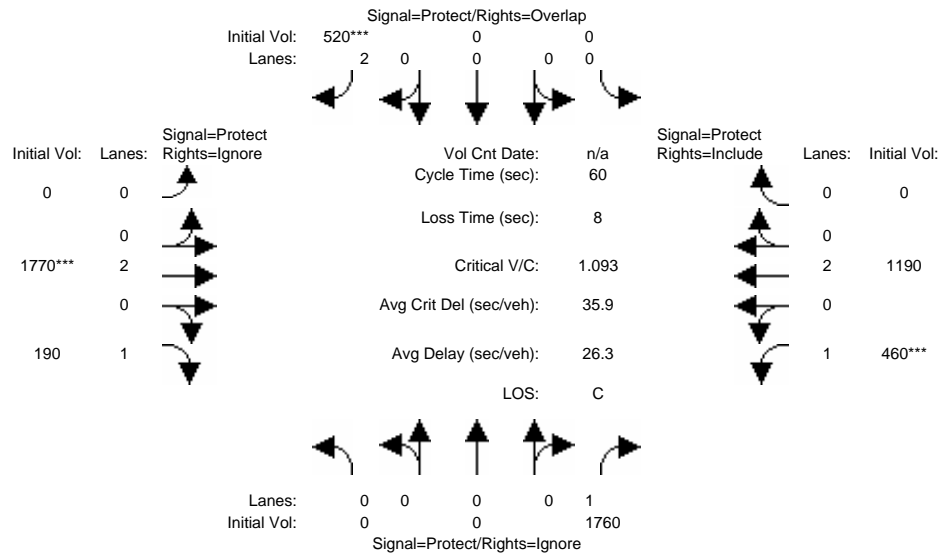 Signal=Protect/Rights=Overlap
Initial Vol: 520*** 0 0
Lanes: 2 0 0 0 0
Signal=Protect Signal=Protect
Initial Vol: Lanes: Rights=Ignore Vol Cnt Date: n/a Rights=Include Lanes: Initial Vol:
Cycle Time (sec): 60
0 0 0 0
Loss Time (sec): 8
0 0
1770*** 2 Critical V/C: 1.093 2 1190
0 Avg Crit Del (sec/veh): 35.9 0
190 1 Avg Delay (sec/veh): 26.3 1 460***
LOS: C
Lanes: 0 0 0 0 1
Initial Vol: 0 0 1760
Signal=Protect/Rights=Ignore